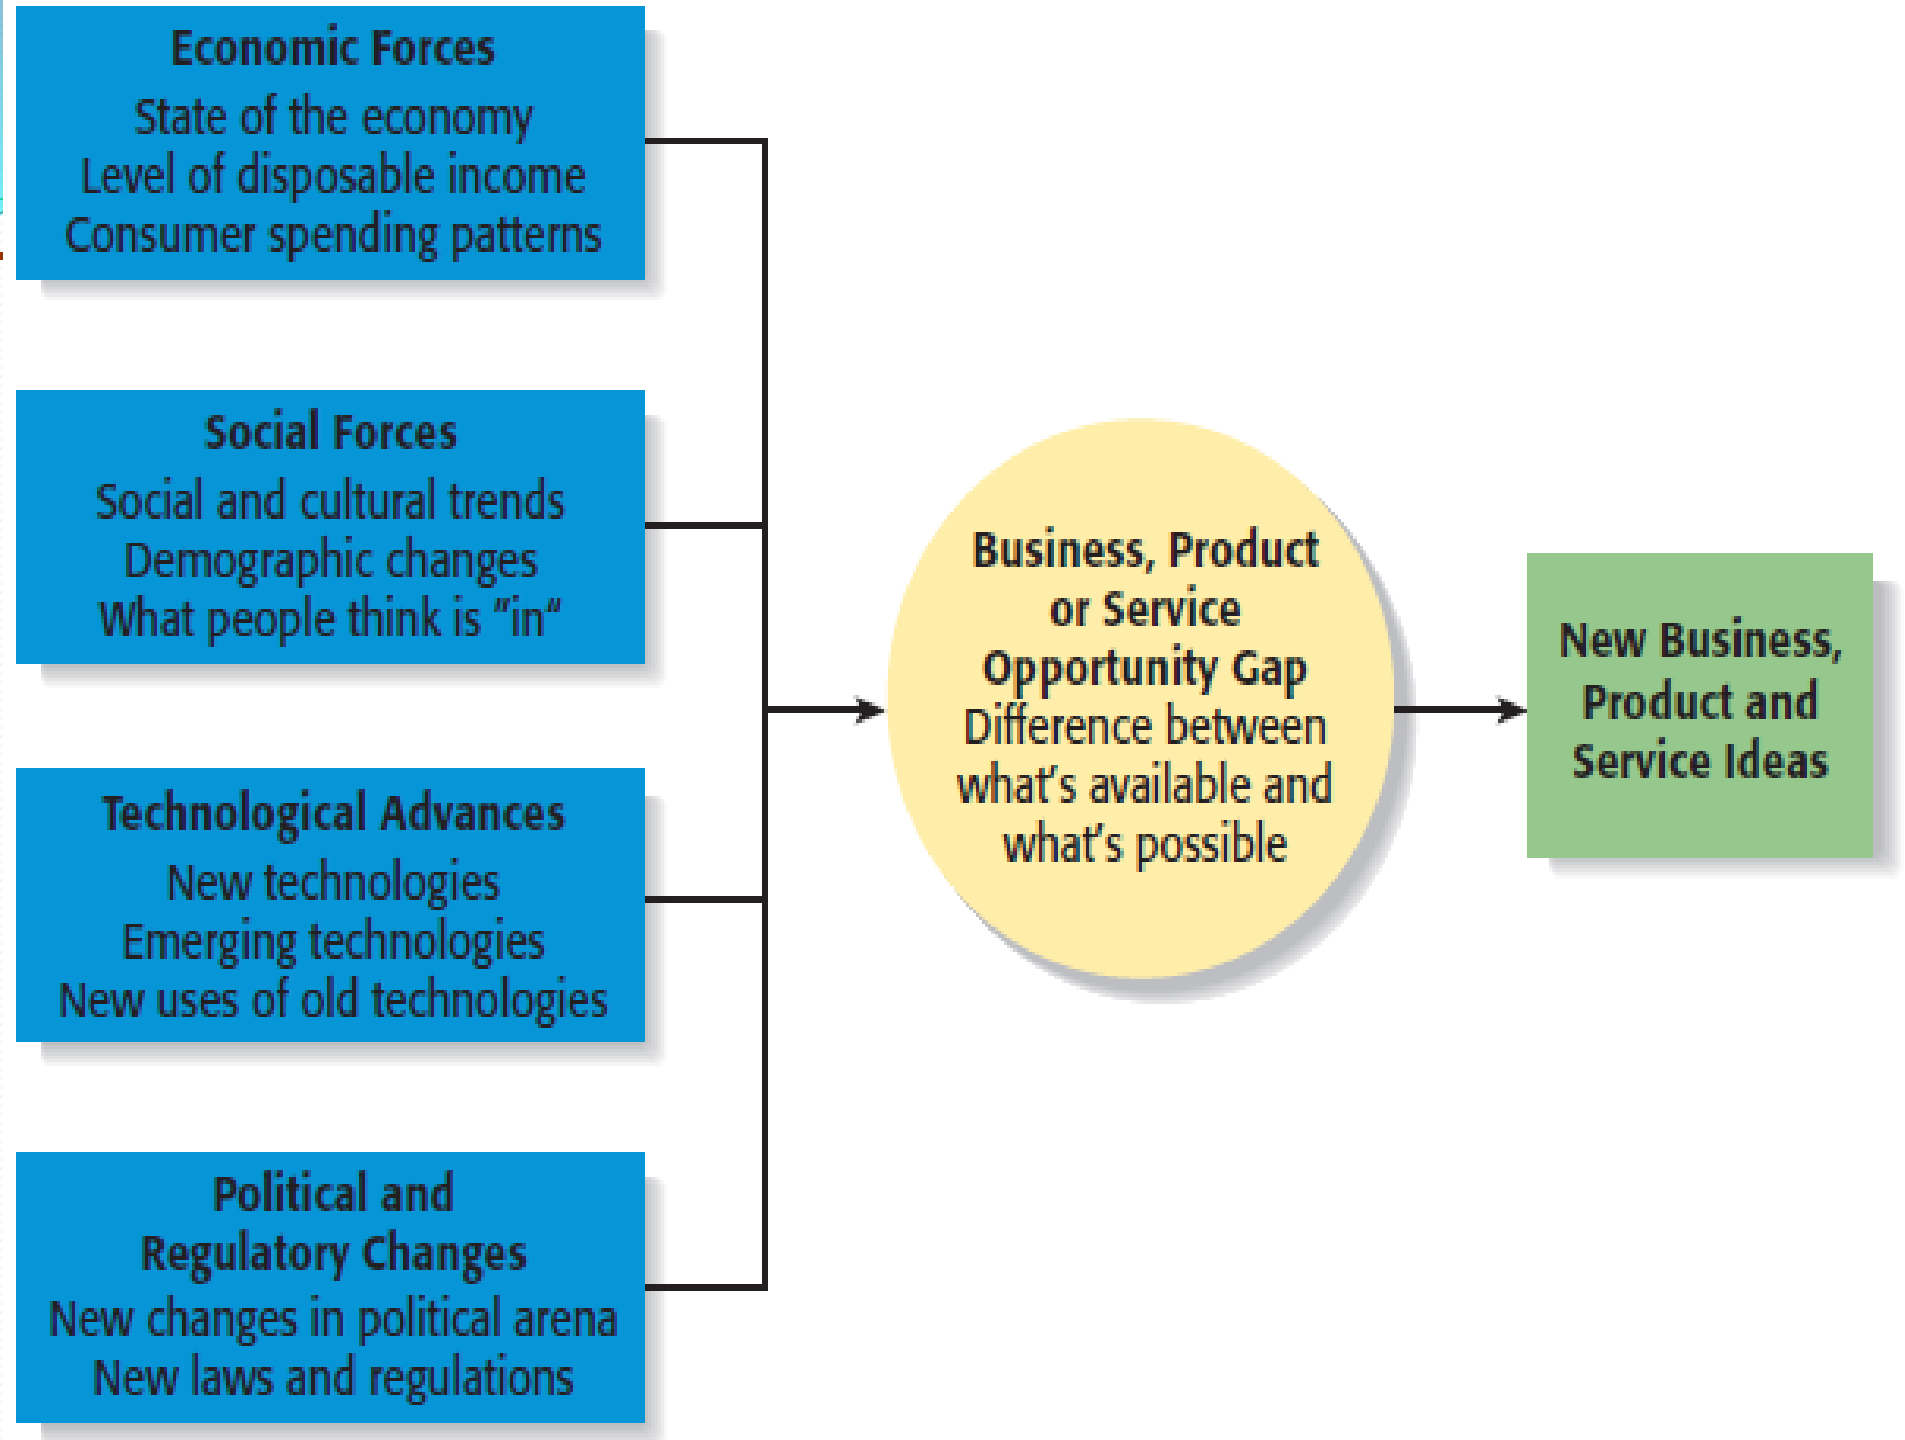 Economic Forces
State of the economy
Level of disposable income
Consumer spending patterns
Social Forces
Social and cultural trends
Demographic changes
What people think is ”in“
Technological Advances
New technologies
Emerging technologies
New uses of old technologies
Political and
Regulatory Changes
New changes in political arena
New laws and regulations
Business, Product
or Service
Opportunity Gap
Difference between
what’s available and
what’s possible
New Business,
Product and
Service Ideas